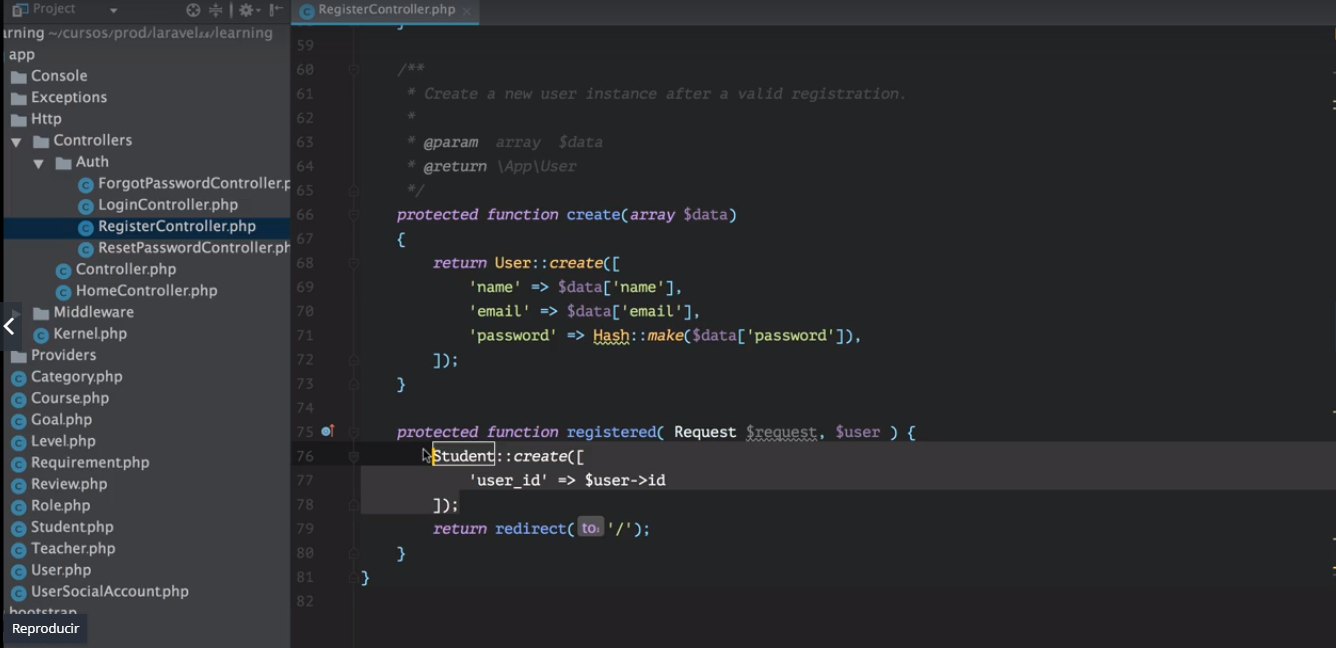 Project
RegisterController.php
arning ~/cursos/prod/laravel
/learning
app
Console
Exceptions
Http
Controllers
Auth
ForgotPasswordController.p
LoginController.php
RegisterController.php
ResetPasswordController.ph
Controller.php
HomeController.php
Middleware
Kernel.php
Providers
Category.php
Course.php
Goal.php
Level.php
Requirement.php
Review.php
Role.php
Student.php
Teacher.php
User.php
UserSocialAccount.php
bootstrap
Reproducir
59
60 /**
61 * Create a new user instance after a valid registration.
62 *
63 * @param array $data
64 * @return \App\User
65 */
66 protected function create(array $data)
67 {
68 return User::create([
69 'name' => $data['name'],
70 'email' => $data['email'],
71 'password' => Hash::make($data['password']),
72 ]);
73 }
74
75 protected function registered( Request $request, $user ) {
76 Student::create([
77 'user_id' => $user->id
78 ]);
79 return redirect( to: '/');
80 }
81 }
82